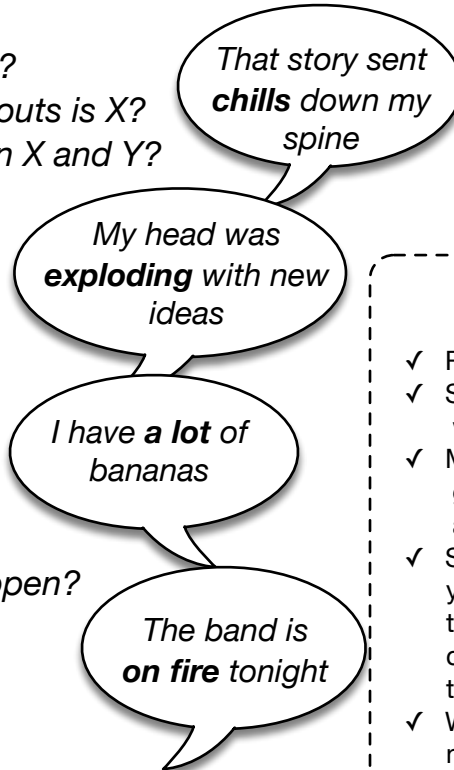 ?
outs is X?
n X and Y?
That story sent
chills down my
spine
My head was
exploding with new
ideas
I have a lot of
bananas
open?
The band is
on fire tonight
✓ F
✓ S
✓ M
✓ S
y
t
t
✓ W